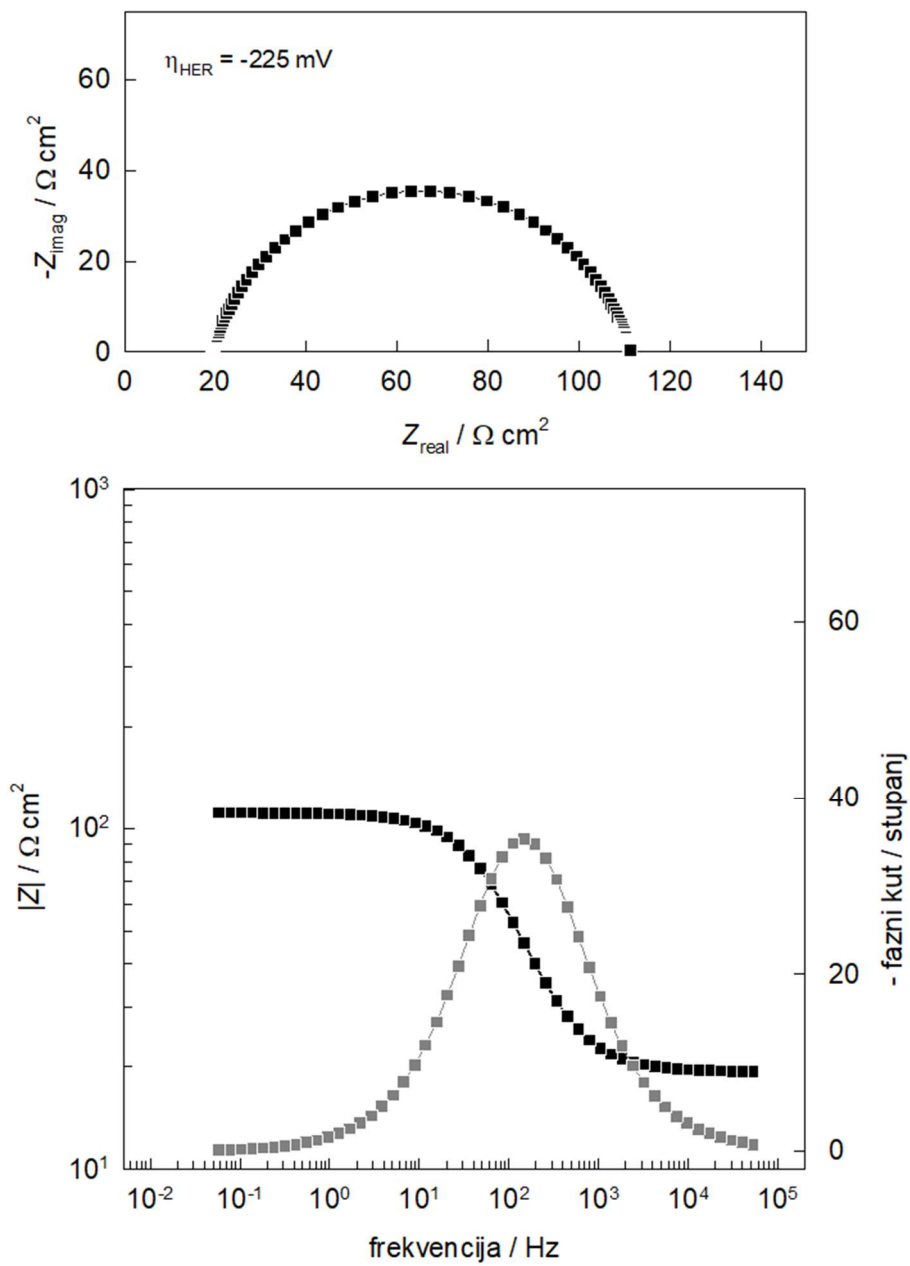 η_HER = -225 mV
-Z_imag / Ω cm²
60
40
20
0
0 20 40 60 80 100 120 140
Z_real / Ω cm²
|Z| / Ω cm²
10³
10²
10¹
60
40
20
0
- fazni kut / stupanj
10⁻² 10⁻¹ 10⁰ 10¹ 10² 10³ 10⁴ 10⁵
frekvencija / Hz